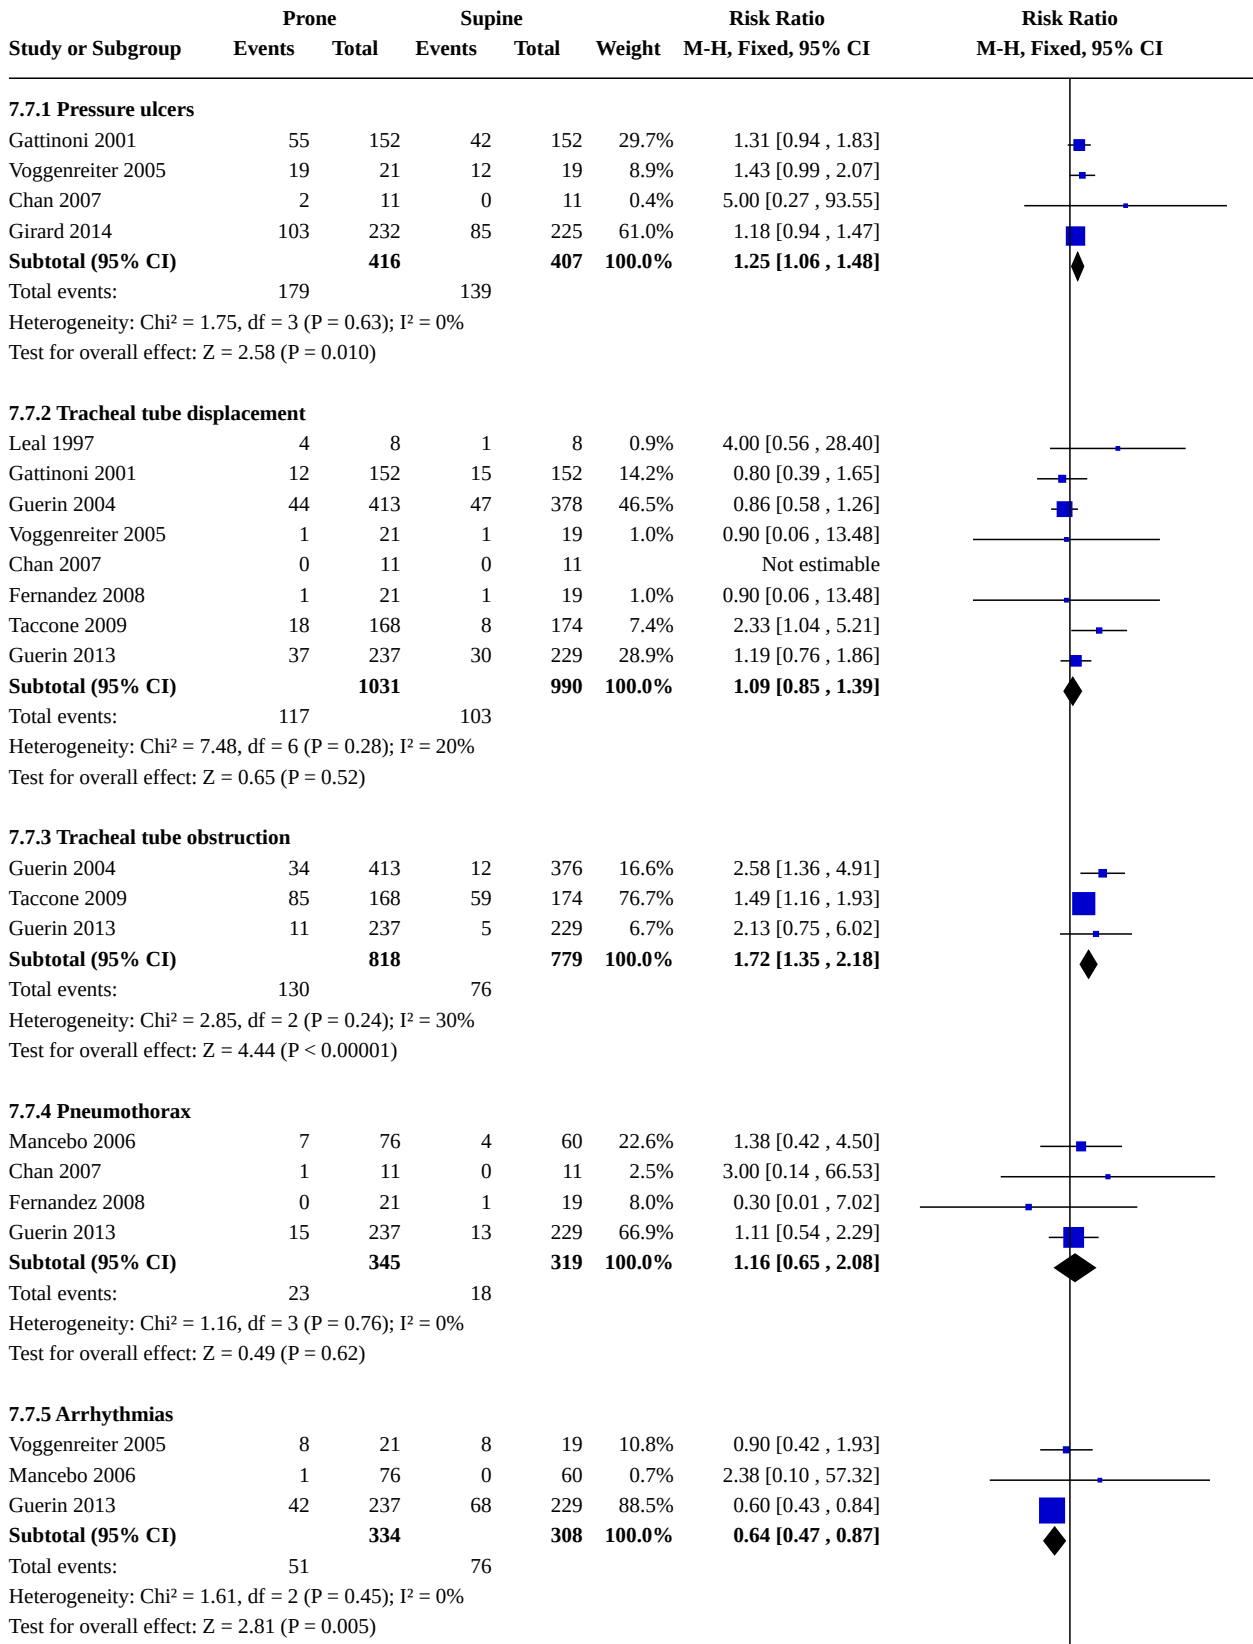 Prone Supine Risk Ratio Risk Ratio
Study or Subgroup Events Total Events Total Weight M-H, Fixed, 95% CI M-H, Fixed, 95% CI
7.7.1 Pressure ulcers
Gattinoni 2001 55 152 42 152 29.7% 1.31 [0.94 , 1.83]
Voggenreiter 2005 19 21 12 19 8.9% 1.43 [0.99 , 2.07]
Chan 2007 2 11 0 11 0.4% 5.00 [0.27 , 93.55]
Girard 2014 103 232 85 225 61.0% 1.18 [0.94 , 1.47]
Subtotal (95% CI) 416 407 100.0% 1.25 [1.06 , 1.48]
Total events: 179 139
Heterogeneity: Chi² = 1.75, df = 3 (P = 0.63); I² = 0%
Test for overall effect: Z = 2.58 (P = 0.010)
7.7.2 Tracheal tube displacement
Leal 1997 4 8 1 8 0.9% 4.00 [0.56 , 28.40]
Gattinoni 2001 12 152 15 152 14.2% 0.80 [0.39 , 1.65]
Guerin 2004 44 413 47 378 46.5% 0.86 [0.58 , 1.26]
Voggenreiter 2005 1 21 1 19 1.0% 0.90 [0.06 , 13.48]
Chan 2007 0 11 0 11 Not estimable
Fernandez 2008 1 21 1 19 1.0% 0.90 [0.06 , 13.48]
Taccone 2009 18 168 8 174 7.4% 2.33 [1.04 , 5.21]
Guerin 2013 37 237 30 229 28.9% 1.19 [0.76 , 1.86]
Subtotal (95% CI) 1031 990 100.0% 1.09 [0.85 , 1.39]
Total events: 117 103
Heterogeneity: Chi² = 7.48, df = 6 (P = 0.28); I² = 20%
Test for overall effect: Z = 0.65 (P = 0.52)
7.7.3 Tracheal tube obstruction
Guerin 2004 34 413 12 376 16.6% 2.58 [1.36 , 4.91]
Taccone 2009 85 168 59 174 76.7% 1.49 [1.16 , 1.93]
Guerin 2013 11 237 5 229 6.7% 2.13 [0.75 , 6.02]
Subtotal (95% CI) 818 779 100.0% 1.72 [1.35 , 2.18]
Total events: 130 76
Heterogeneity: Chi² = 2.85, df = 2 (P = 0.24); I² = 30%
Test for overall effect: Z = 4.44 (P < 0.00001)
7.7.4 Pneumothorax
Mancebo 2006 7 76 4 60 22.6% 1.38 [0.42 , 4.50]
Chan 2007 1 11 0 11 2.5% 3.00 [0.14 , 66.53]
Fernandez 2008 0 21 1 19 8.0% 0.30 [0.01 , 7.02]
Guerin 2013 15 237 13 229 66.9% 1.11 [0.54 , 2.29]
Subtotal (95% CI) 345 319 100.0% 1.16 [0.65 , 2.08]
Total events: 23 18
Heterogeneity: Chi² = 1.16, df = 3 (P = 0.76); I² = 0%
Test for overall effect: Z = 0.49 (P = 0.62)
7.7.5 Arrhythmias
Voggenreiter 2005 8 21 8 19 10.8% 0.90 [0.42 , 1.93]
Mancebo 2006 1 76 0 60 0.7% 2.38 [0.10 , 57.32]
Guerin 2013 42 237 68 229 88.5% 0.60 [0.43 , 0.84]
Subtotal (95% CI) 334 308 100.0% 0.64 [0.47 , 0.87]
Total events: 51 76
Heterogeneity: Chi² = 1.61, df = 2 (P = 0.45); I² = 0%
Test for overall effect: Z = 2.81 (P = 0.005)